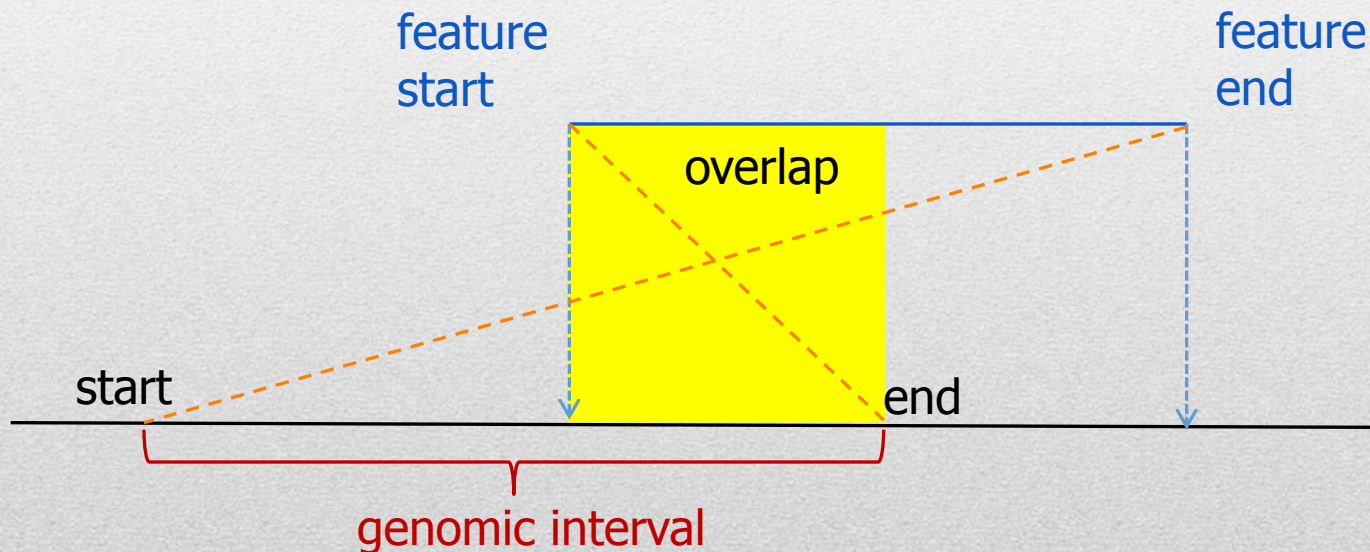 feature
start
feature
end
overlap
start
end
genomic interval